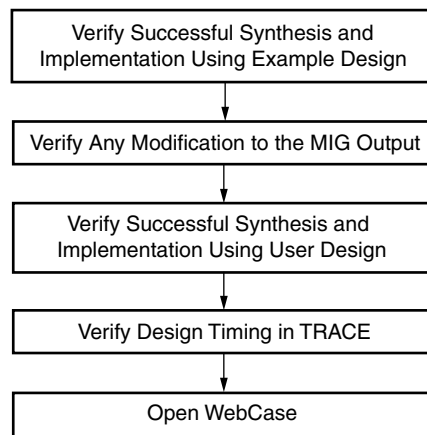 Verify Successful Synthesis and
Implementation Using Example Design
Verify Any Modification to the MIG Output
Verify Successful Synthesis and
Implementation Using User Design
Verify Design Timing in TRACE
Open WebCase